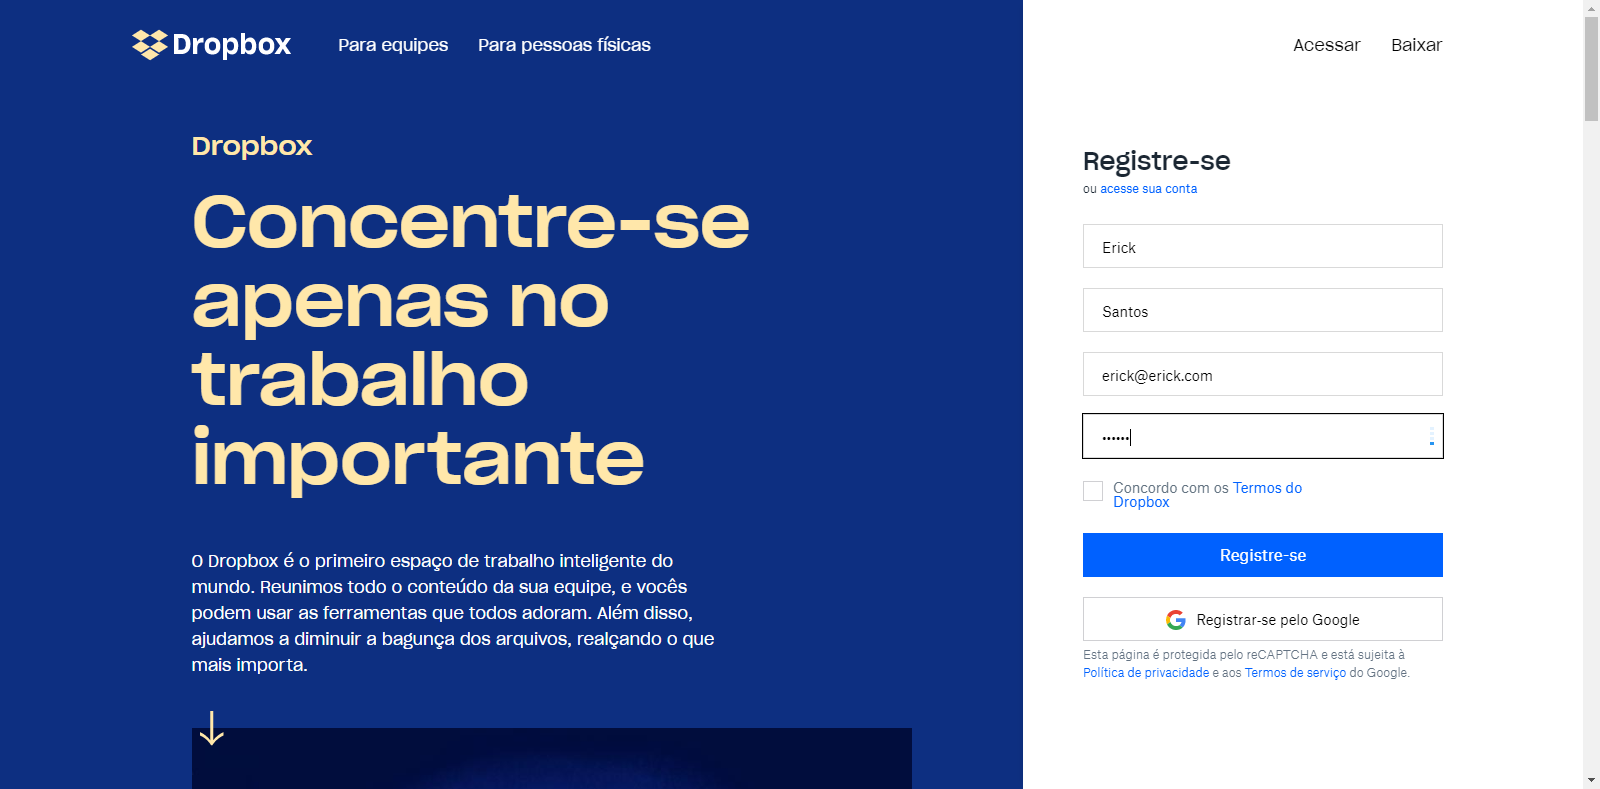 Dropbox
Para equipes
Para pessoas físicas
Acessar
Baixar
Dropbox
Concentre-se
apenas no
trabalho
importante
O Dropbox é o primeiro espaço de trabalho inteligente do
mundo. Reunimos todo o conteúdo da sua equipe, e vocês
podem usar as ferramentas que todos adoram. Além disso,
ajudamos a diminuir a bagunça dos arquivos, realçando o que
mais importa.
Registre-se
ou acesse sua conta
Erick
Santos
erick@erick.com
••••••
Concordo com os Termos do
Dropbox
Registre-se
Registrar-se pelo Google
Esta página é protegida pelo reCAPTCHA e está sujeita à
Política de privacidade e aos Termos de serviço do Google.